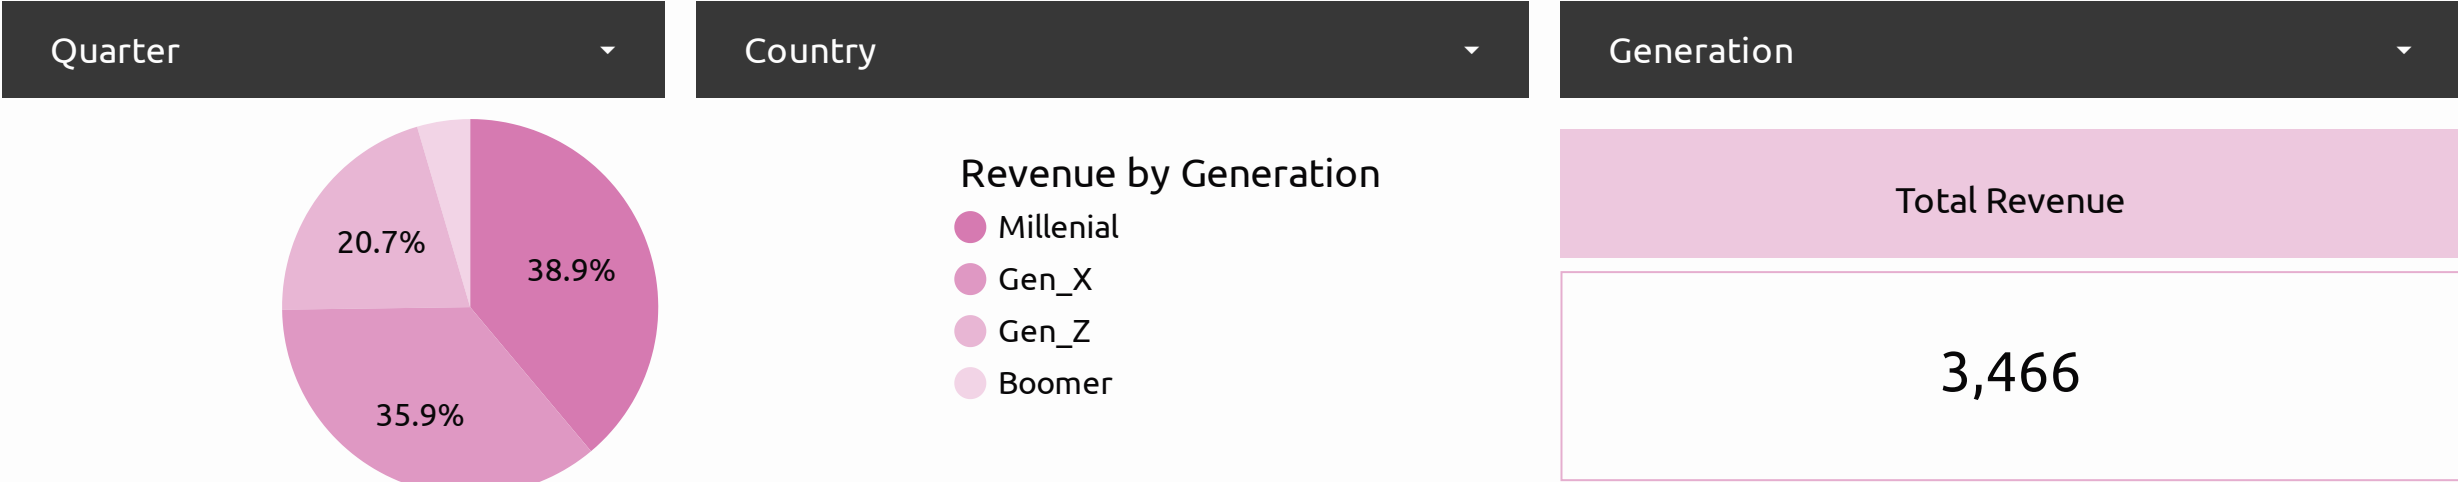 Quarter
Country
Generation
Revenue by Generation
Millenial
Gen_X
Gen_Z
Boomer
38.9%
35.9%
20.7%
Total Revenue
3,466